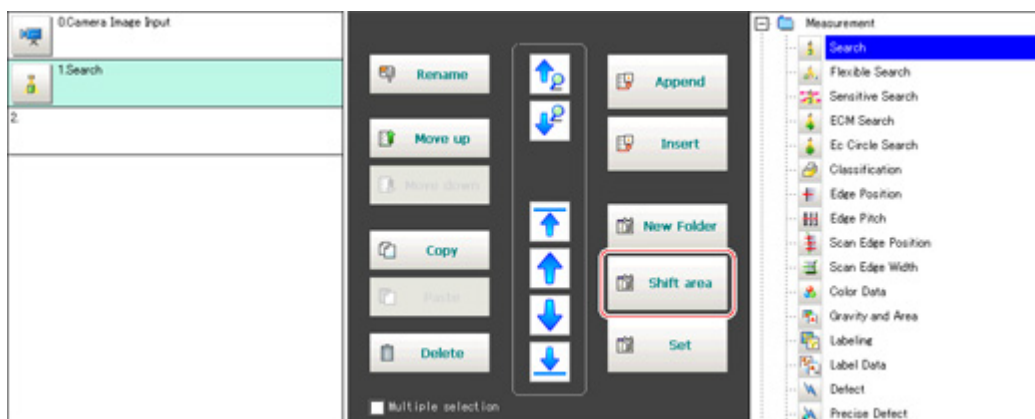 0.Camera Image Input
1.Search
2.
Rename
Move up
Move down
Copy
Paste
Delete
Multiple selection
Append
Insert
New Folder
Shift area
Set
Measurement
Search
Flexible Search
Sensitive Search
ECM Search
Ec Circle Search
Classification
Edge Position
Edge Pitch
Scan Edge Position
Scan Edge Width
Color Data
Gravity and Area
Labeling
Label Data
Defect
Precise Defect